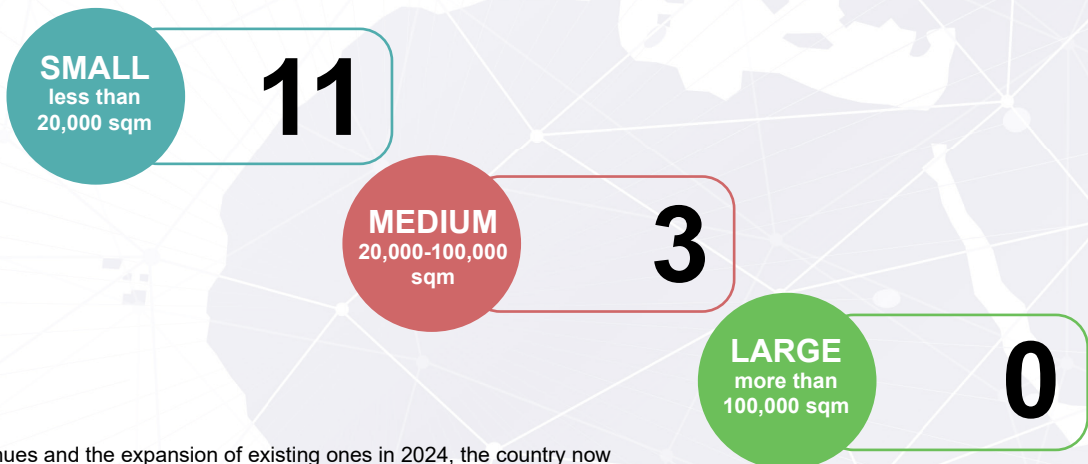 SMALL
less than
20,000 sqm
11
MEDIUM
20,000-100,000
sqm
3
LARGE
more than
100,000 sqm
0
nues and the expansion of existing ones in 2024, the country now